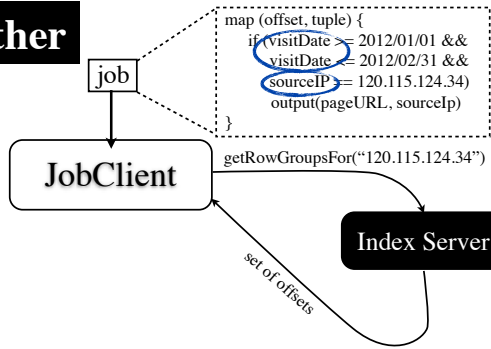 ther
map (offset, tuple) {
if (visitDate >= 2012/01/01 &&
visitDate <= 2012/02/31 &&
sourceIP == 120.115.124.34)
output(pageURL, sourceIp)
}
job
JobClient
getRowGroupsFor(“120.115.124.34”)
Index Server
set of offsets